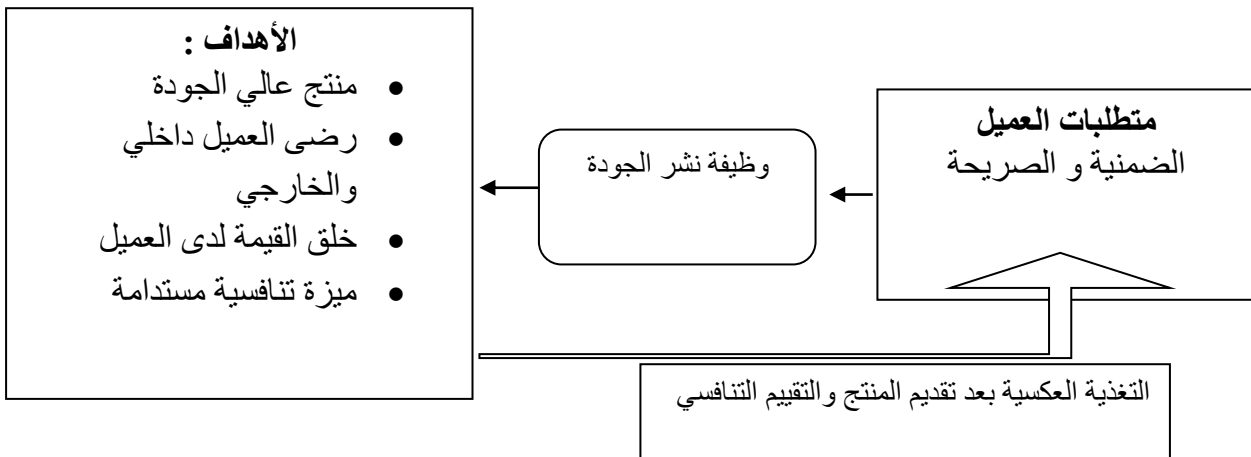 متطلبات العميل
الضمنية و الصريحة
وظيفة نشر الجودة
الأهداف :
• منتج عالي الجودة
• رضى العميل داخلي
والخارجي
• خلق القيمة لدى العميل
• ميزة تنافسية مستدامة
التغذية العكسية بعد تقديم المنتج والتقييم التنافسي